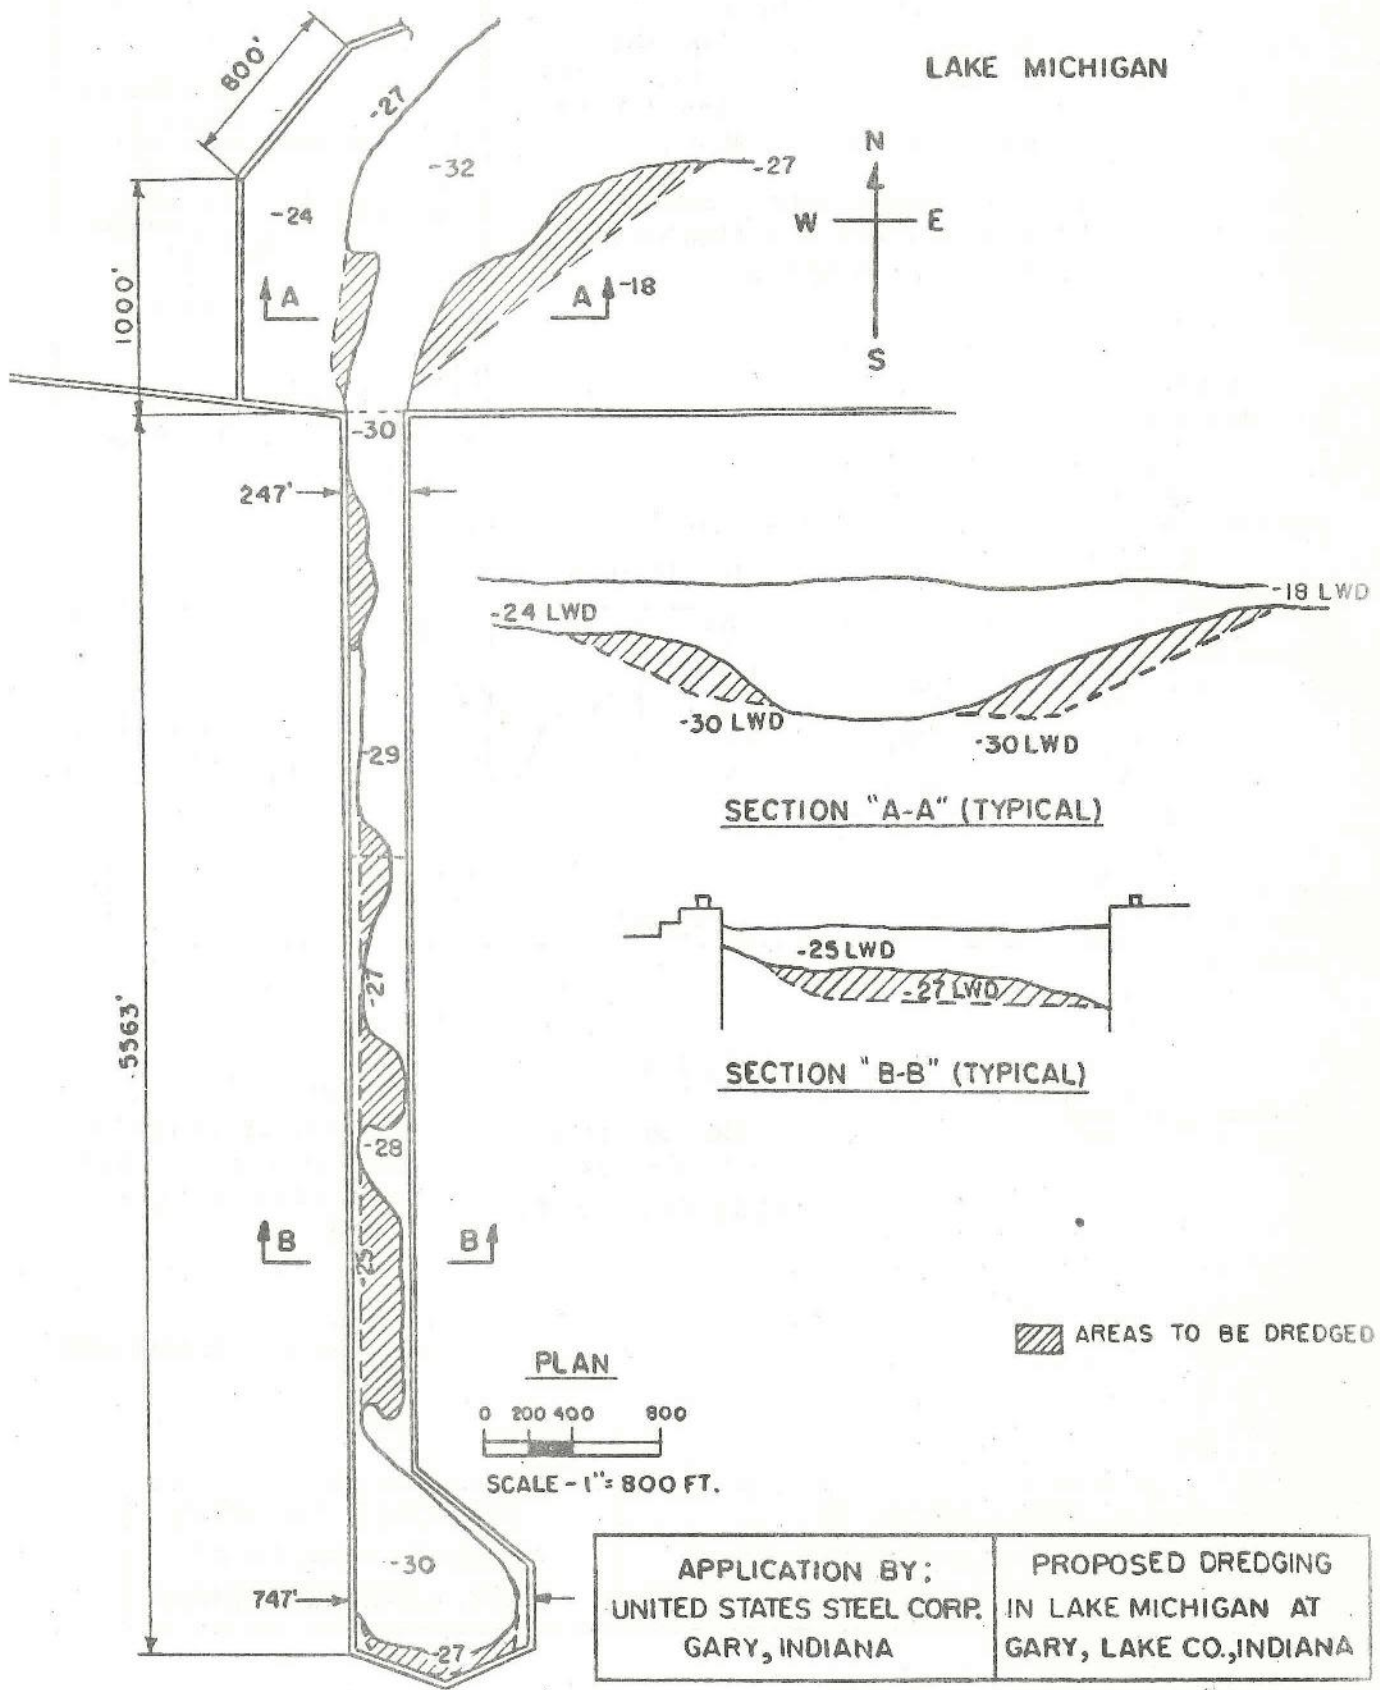 LAKE MICHIGAN
800'
-27
-32
-27
N
W E
S
-24
A A
-18
1000'
-30
247'
-24 LWD
-18 LWD
-30 LWD
-30 LWD
-29
SECTION "A-A" (TYPICAL)
-25 LWD
-27 LWD
-27
5563'
SECTION "B-B" (TYPICAL)
-28
B B
-25
AREAS TO BE DREDGED
PLAN
0 200 400 800
SCALE - 1"= 800 FT.
-30
747'
-27
APPLICATION BY:
UNITED STATES STEEL CORP.
GARY, INDIANA
PROPOSED DREDGING
IN LAKE MICHIGAN AT
GARY, LAKE CO., INDIANA